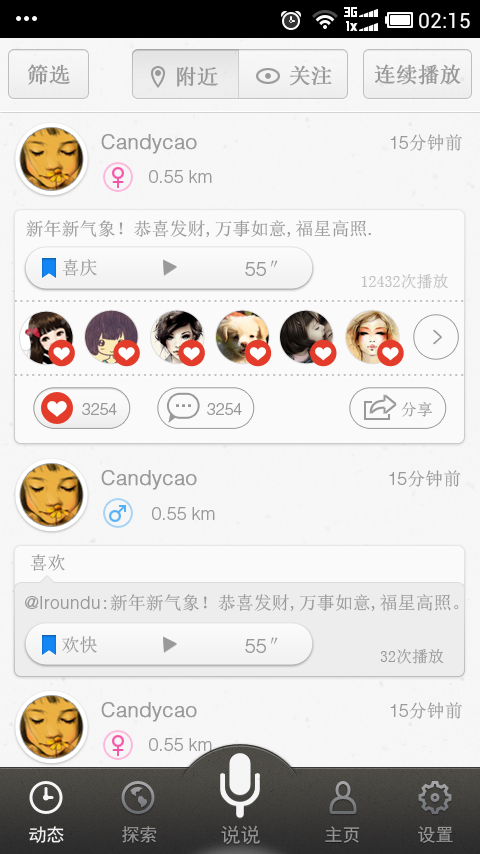 3G 1x 02:15
筛选 附近 关注 连续播放
Candycao 15分钟前
0.55 km
新年新气象！恭喜发财,万事如意,福星高照.
喜庆 55″
12432次播放
3254 3254 分享
Candycao 15分钟前
0.55 km
喜欢
@Iroundu:新年新气象！恭喜发财,万事如意,福星高照。
欢快 55″
32次播放
Candycao 15分钟前
0.55 km
动态 探索 说说 主页 设置